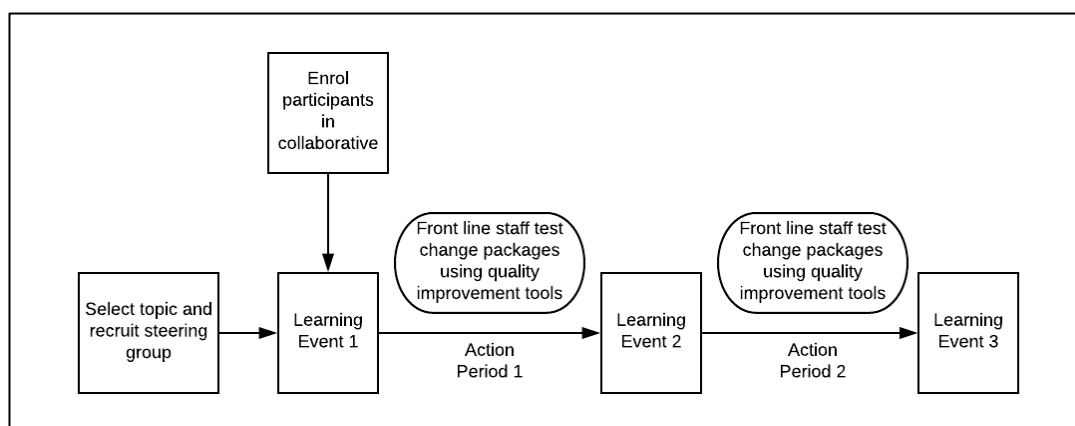 Enrol
participants
in
collaborative
Front line staff test
change packages
using quality
improvement tools
Front line staff test
change packages
using quality
improvement tools
Select topic and
recruit steering
group
Learning
Event 1
Action
Period 1
Learning
Event 2
Action
Period 2
Learning
Event 3